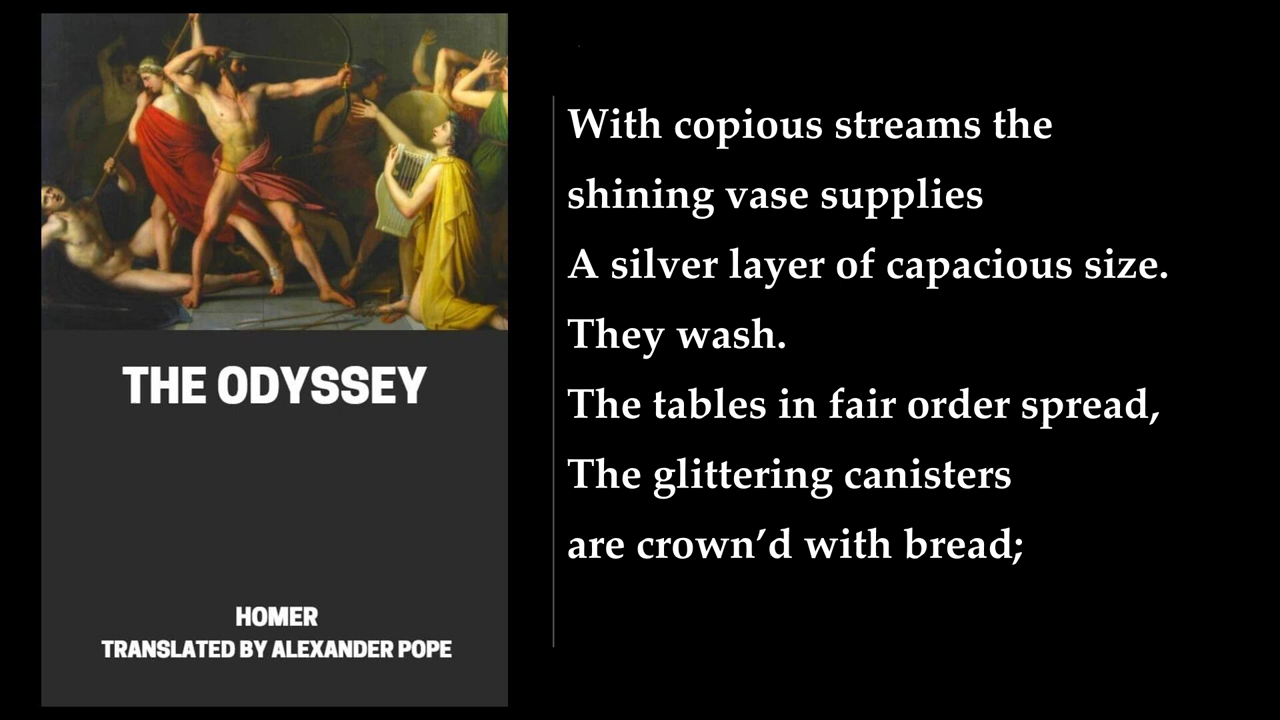 THE ODYSSEY
HOMER
TRANSLATED BY ALEXANDER POPE
With copious streams the
shining vase supplies
A silver layer of capacious size.
They wash.
The tables in fair order spread,
The glittering canisters
are crown’d with bread;